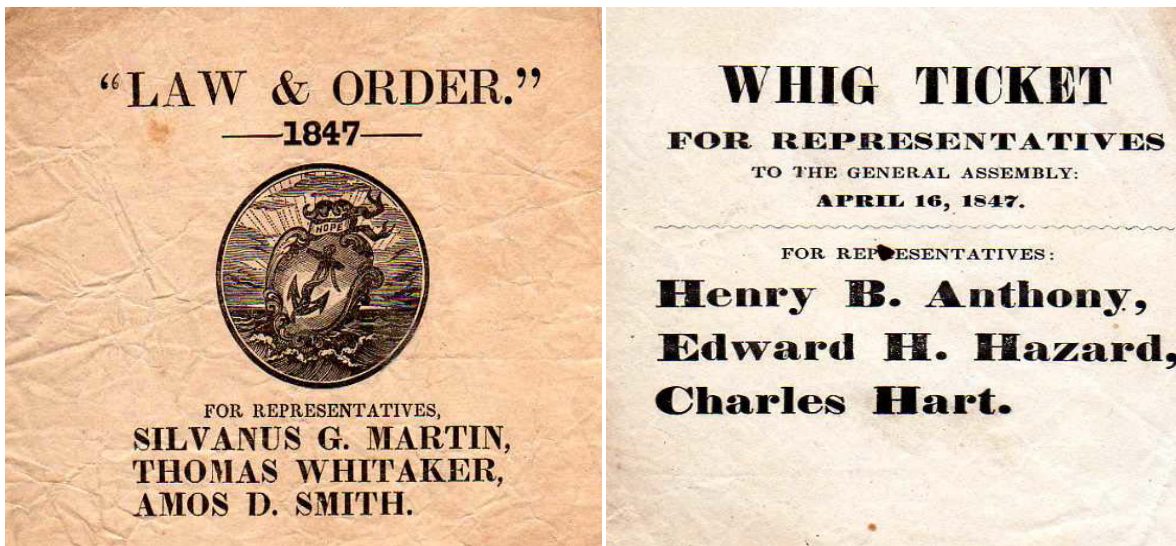 “LAW & ORDER.”
1847
HOPE
FOR REPRESENTATIVES,
SILVANUS G. MARTIN,
THOMAS WHITAKER,
AMOS D. SMITH.
WHIG TICKET
FOR REPRESENTATIVES
TO THE GENERAL ASSEMBLY:
APRIL 16, 1847.
FOR REPRESENTATIVES:
Henry B. Anthony,
Edward H. Hazard,
Charles Hart.